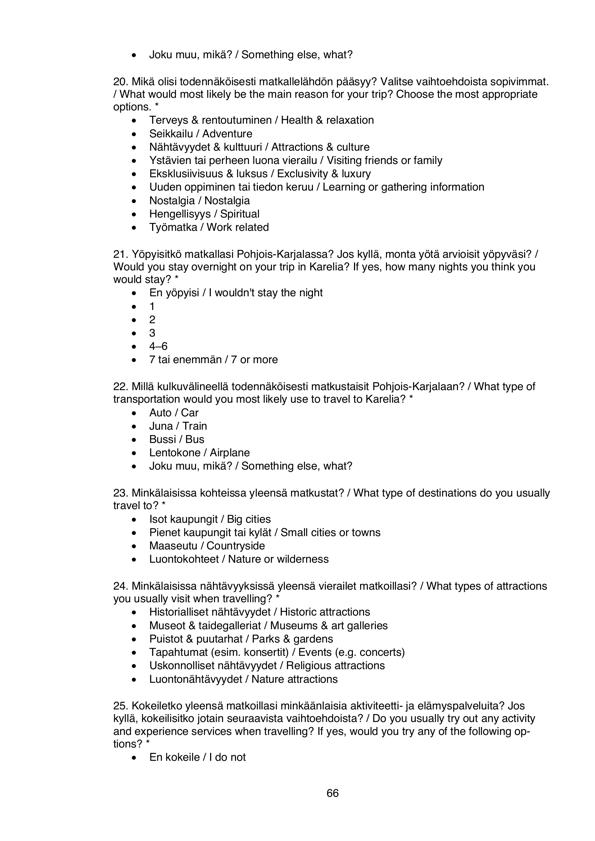 • Joku muu, mikä? / Something else, what?
20. Mikä olisi todennäköisesti matkallelähdön pääsyy? Valitse vaihtoehdoista sopivimmat.
/ What would most likely be the main reason for your trip? Choose the most appropriate
options. *
• Terveys & rentoutuminen / Health & relaxation
• Seikkailu / Adventure
• Nähtävyydet & kulttuuri / Attractions & culture
• Ystävien tai perheen luona vierailu / Visiting friends or family
• Eksklusiivisuus & luksus / Exclusivity & luxury
• Uuden oppiminen tai tiedon keruu / Learning or gathering information
• Nostalgia / Nostalgia
• Hengellisyys / Spiritual
• Työmatka / Work related
21. Yöpyisitkö matkallasi Pohjois-Karjalassa? Jos kyllä, monta yötä arvioisit yöpyväsi? /
Would you stay overnight on your trip in Karelia? If yes, how many nights you think you
would stay? *
• En yöpyisi / I wouldn't stay the night
• 1
• 2
• 3
• 4–6
• 7 tai enemmän / 7 or more
22. Millä kulkuvälineellä todennäköisesti matkustaisit Pohjois-Karjalaan? / What type of
transportation would you most likely use to travel to Karelia? *
• Auto / Car
• Juna / Train
• Bussi / Bus
• Lentokone / Airplane
• Joku muu, mikä? / Something else, what?
23. Minkälaisissa kohteissa yleensä matkustat? / What type of destinations do you usually
travel to? *
• Isot kaupungit / Big cities
• Pienet kaupungit tai kylät / Small cities or towns
• Maaseutu / Countryside
• Luontokohteet / Nature or wilderness
24. Minkälaisissa nähtävyyksissä yleensä vierailet matkoillasi? / What types of attractions
you usually visit when travelling? *
• Historialliset nähtävyydet / Historic attractions
• Museot & taidegalleriat / Museums & art galleries
• Puistot & puutarhat / Parks & gardens
• Tapahtumat (esim. konsertit) / Events (e.g. concerts)
• Uskonnolliset nähtävyydet / Religious attractions
• Luontonähtävyydet / Nature attractions
25. Kokeiletko yleensä matkoillasi minkäänlaisia aktiviteetti- ja elämyspalveluita? Jos
kyllä, kokeilisitko jotain seuraavista vaihtoehdoista? / Do you usually try out any activity
and experience services when travelling? If yes, would you try any of the following op-
tions? *
• En kokeile / I do not
66